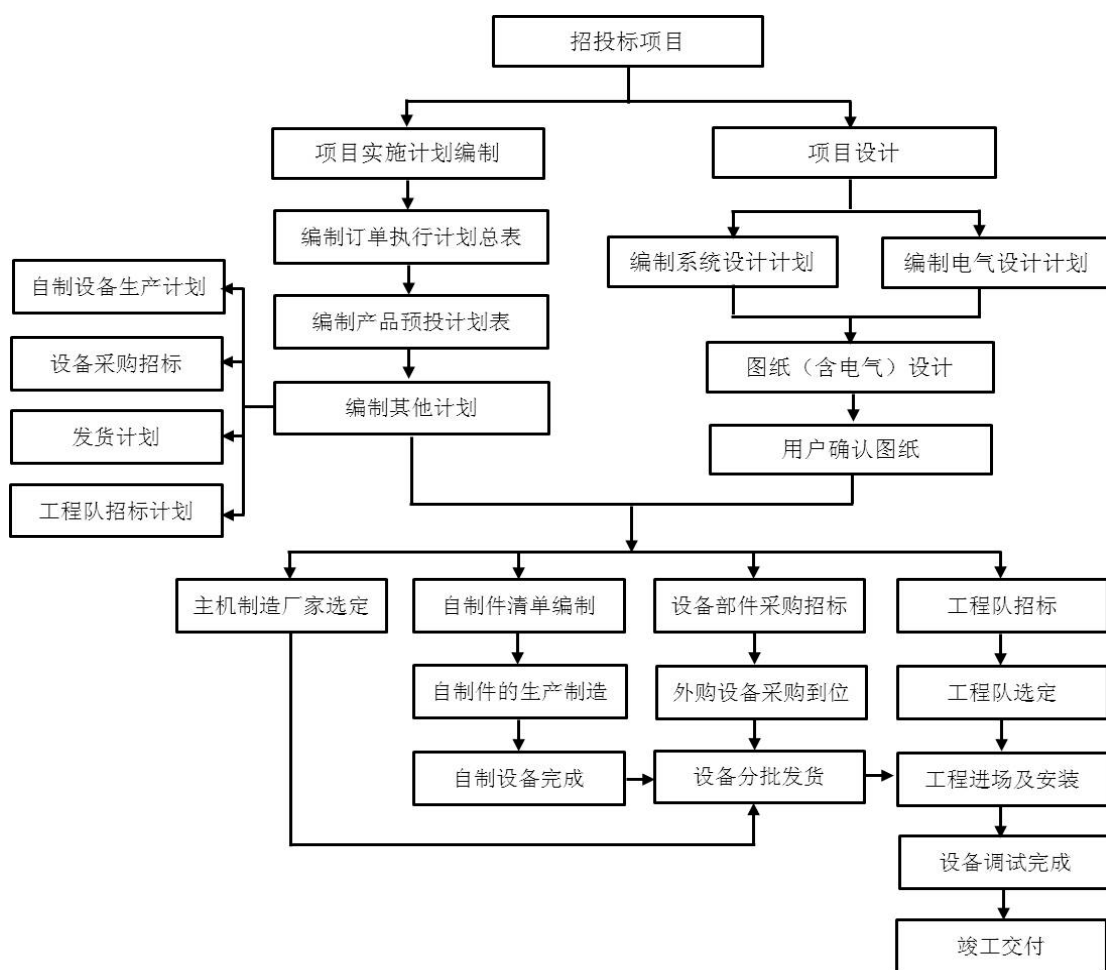 招投标项目
项目实施计划编制
项目设计
编制订单执行计划总表
编制系统设计计划
编制电气设计计划
自制设备生产计划
编制产品预投计划表
设备采购招标
图纸（含电气）设计
编制其他计划
发货计划
用户确认图纸
工程队招标计划
主机制造厂家选定
自制件清单编制
设备部件采购招标
工程队招标
自制件的生产制造
外购设备采购到位
工程队选定
自制设备完成
设备分批发货
工程进场及安装
设备调试完成
竣工交付